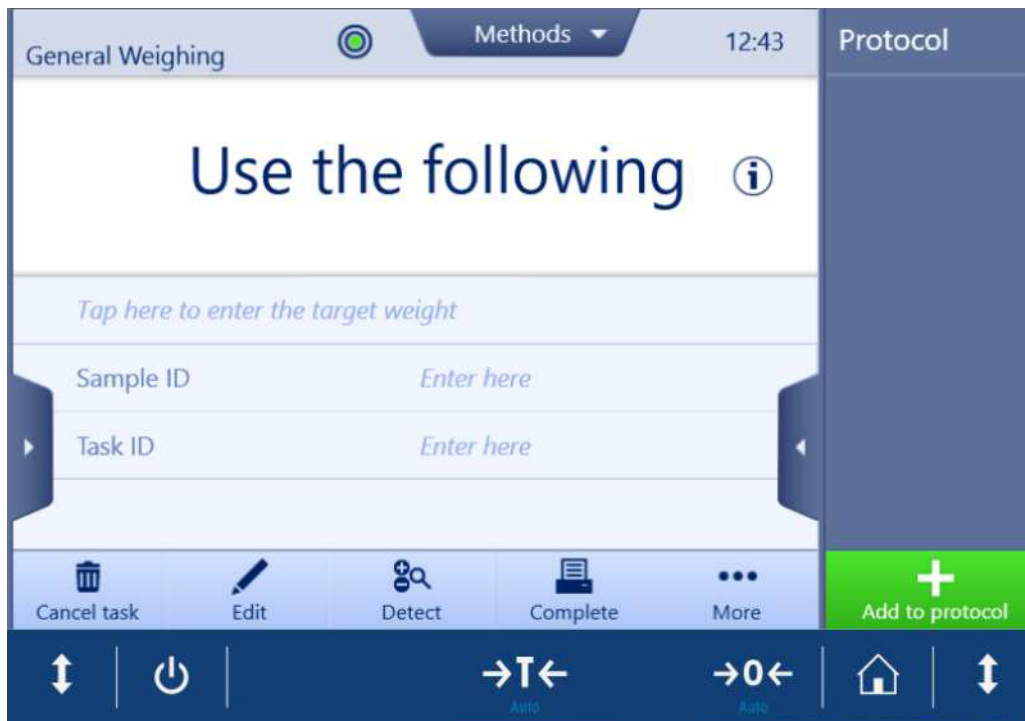 General Weighing
Methods
12:43
Protocol
Use the following
i
Tap here to enter the target weight
Sample ID Enter here
Task ID Enter here
Cancel task
Edit
Detect
Complete
More
Add to protocol
→T←
Auto
→0←
Auto